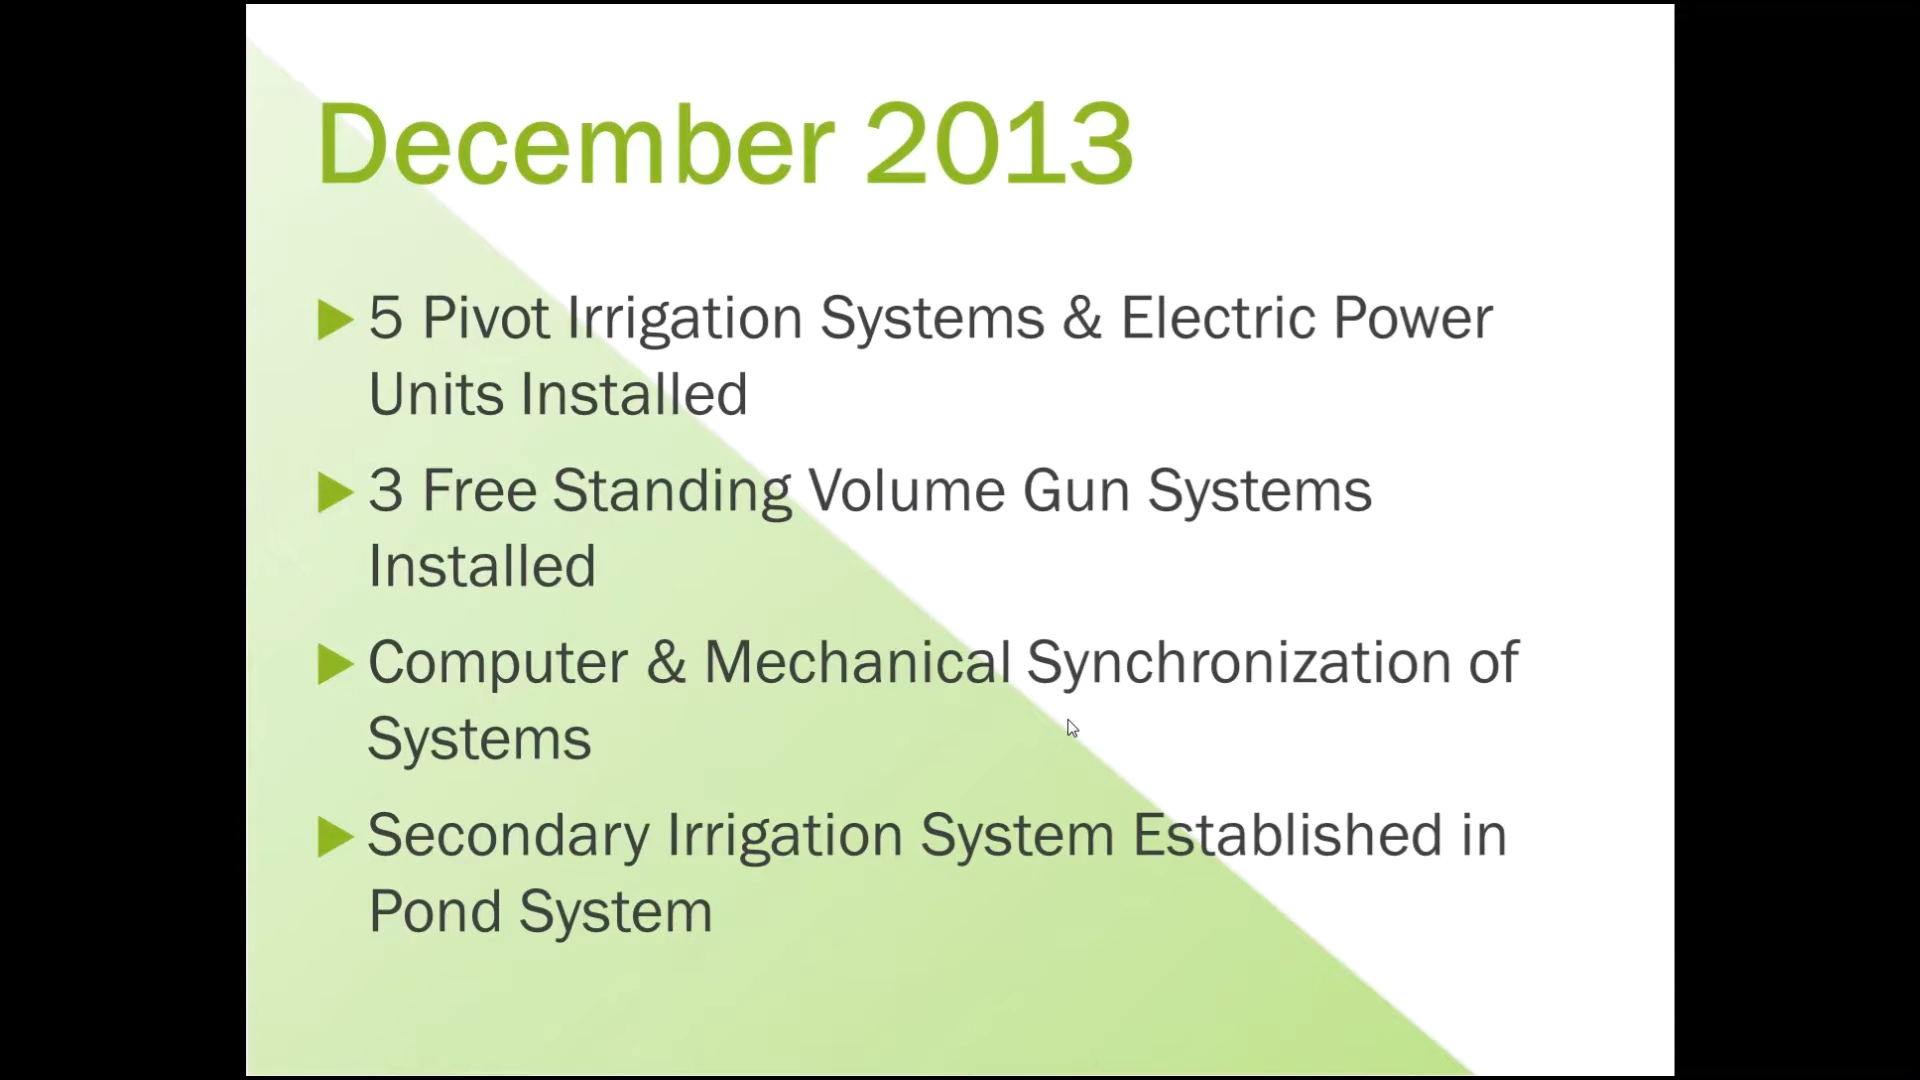 December 2013
5 Pivot Irrigation Systems & Electric Power
Units Installed
3 Free Standing Volume Gun Systems
Installed
Computer & Mechanical Synchronization of
Systems
Secondary Irrigation System Established in
Pond System